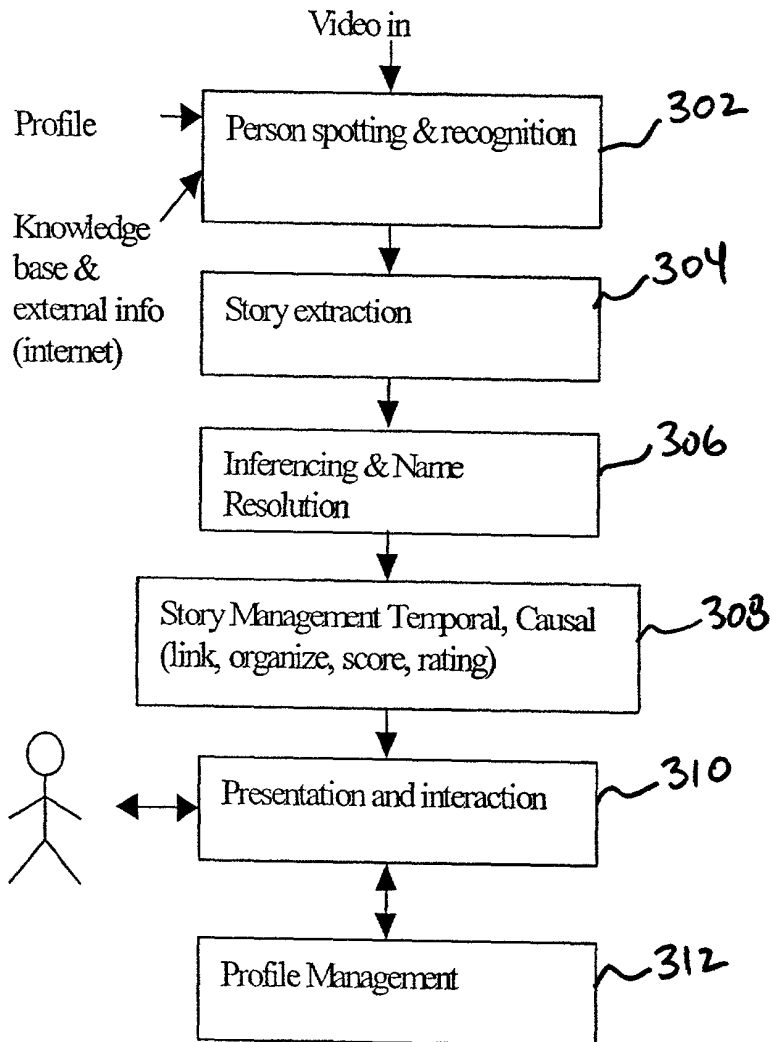 Video in
Profile
Person spotting & recognition
302
Knowledge
base &
external info
(internet)
Story extraction
304
Inferencing & Name
Resolution
306
Story Management Temporal, Causal
(link, organize, score, rating)
308
Presentation and interaction
310
Profile Management
312